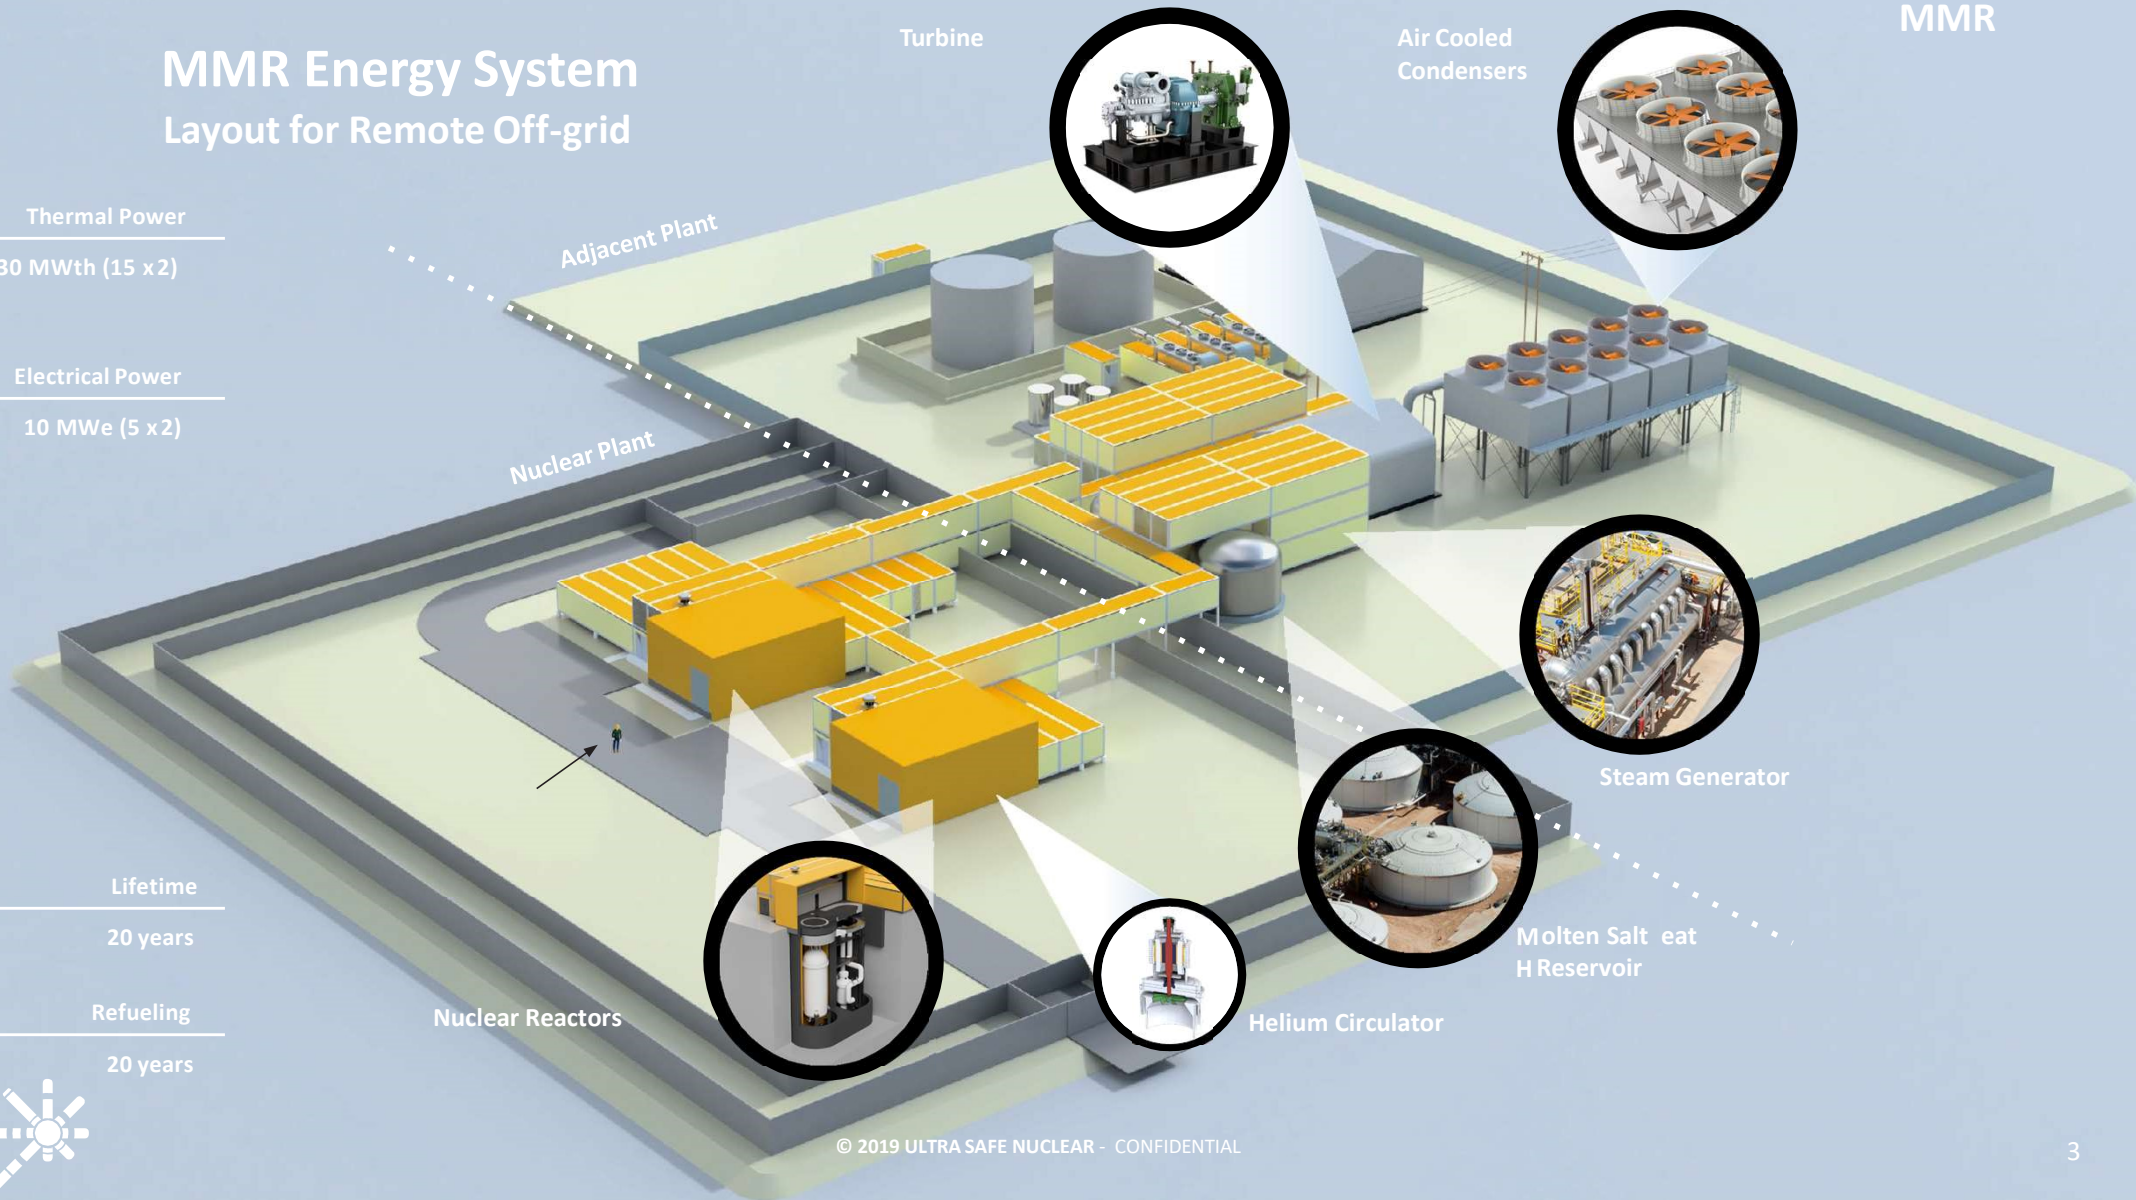 MMR
MMR Energy System
Layout for Remote Off-grid
Turbine
Air Cooled
Condensers
Thermal Power
30 MWth (15 x2)
Electrical Power
10 MWe (5 x2)
Adjacent Plant
Nuclear Plant
Steam Generator
Lifetime
20 years
Refueling
20 years
Molten Salt eat
H Reservoir
Nuclear Reactors
Helium Circulator
© 2019 ULTRA SAFE NUCLEAR - CONFIDENTIAL
3